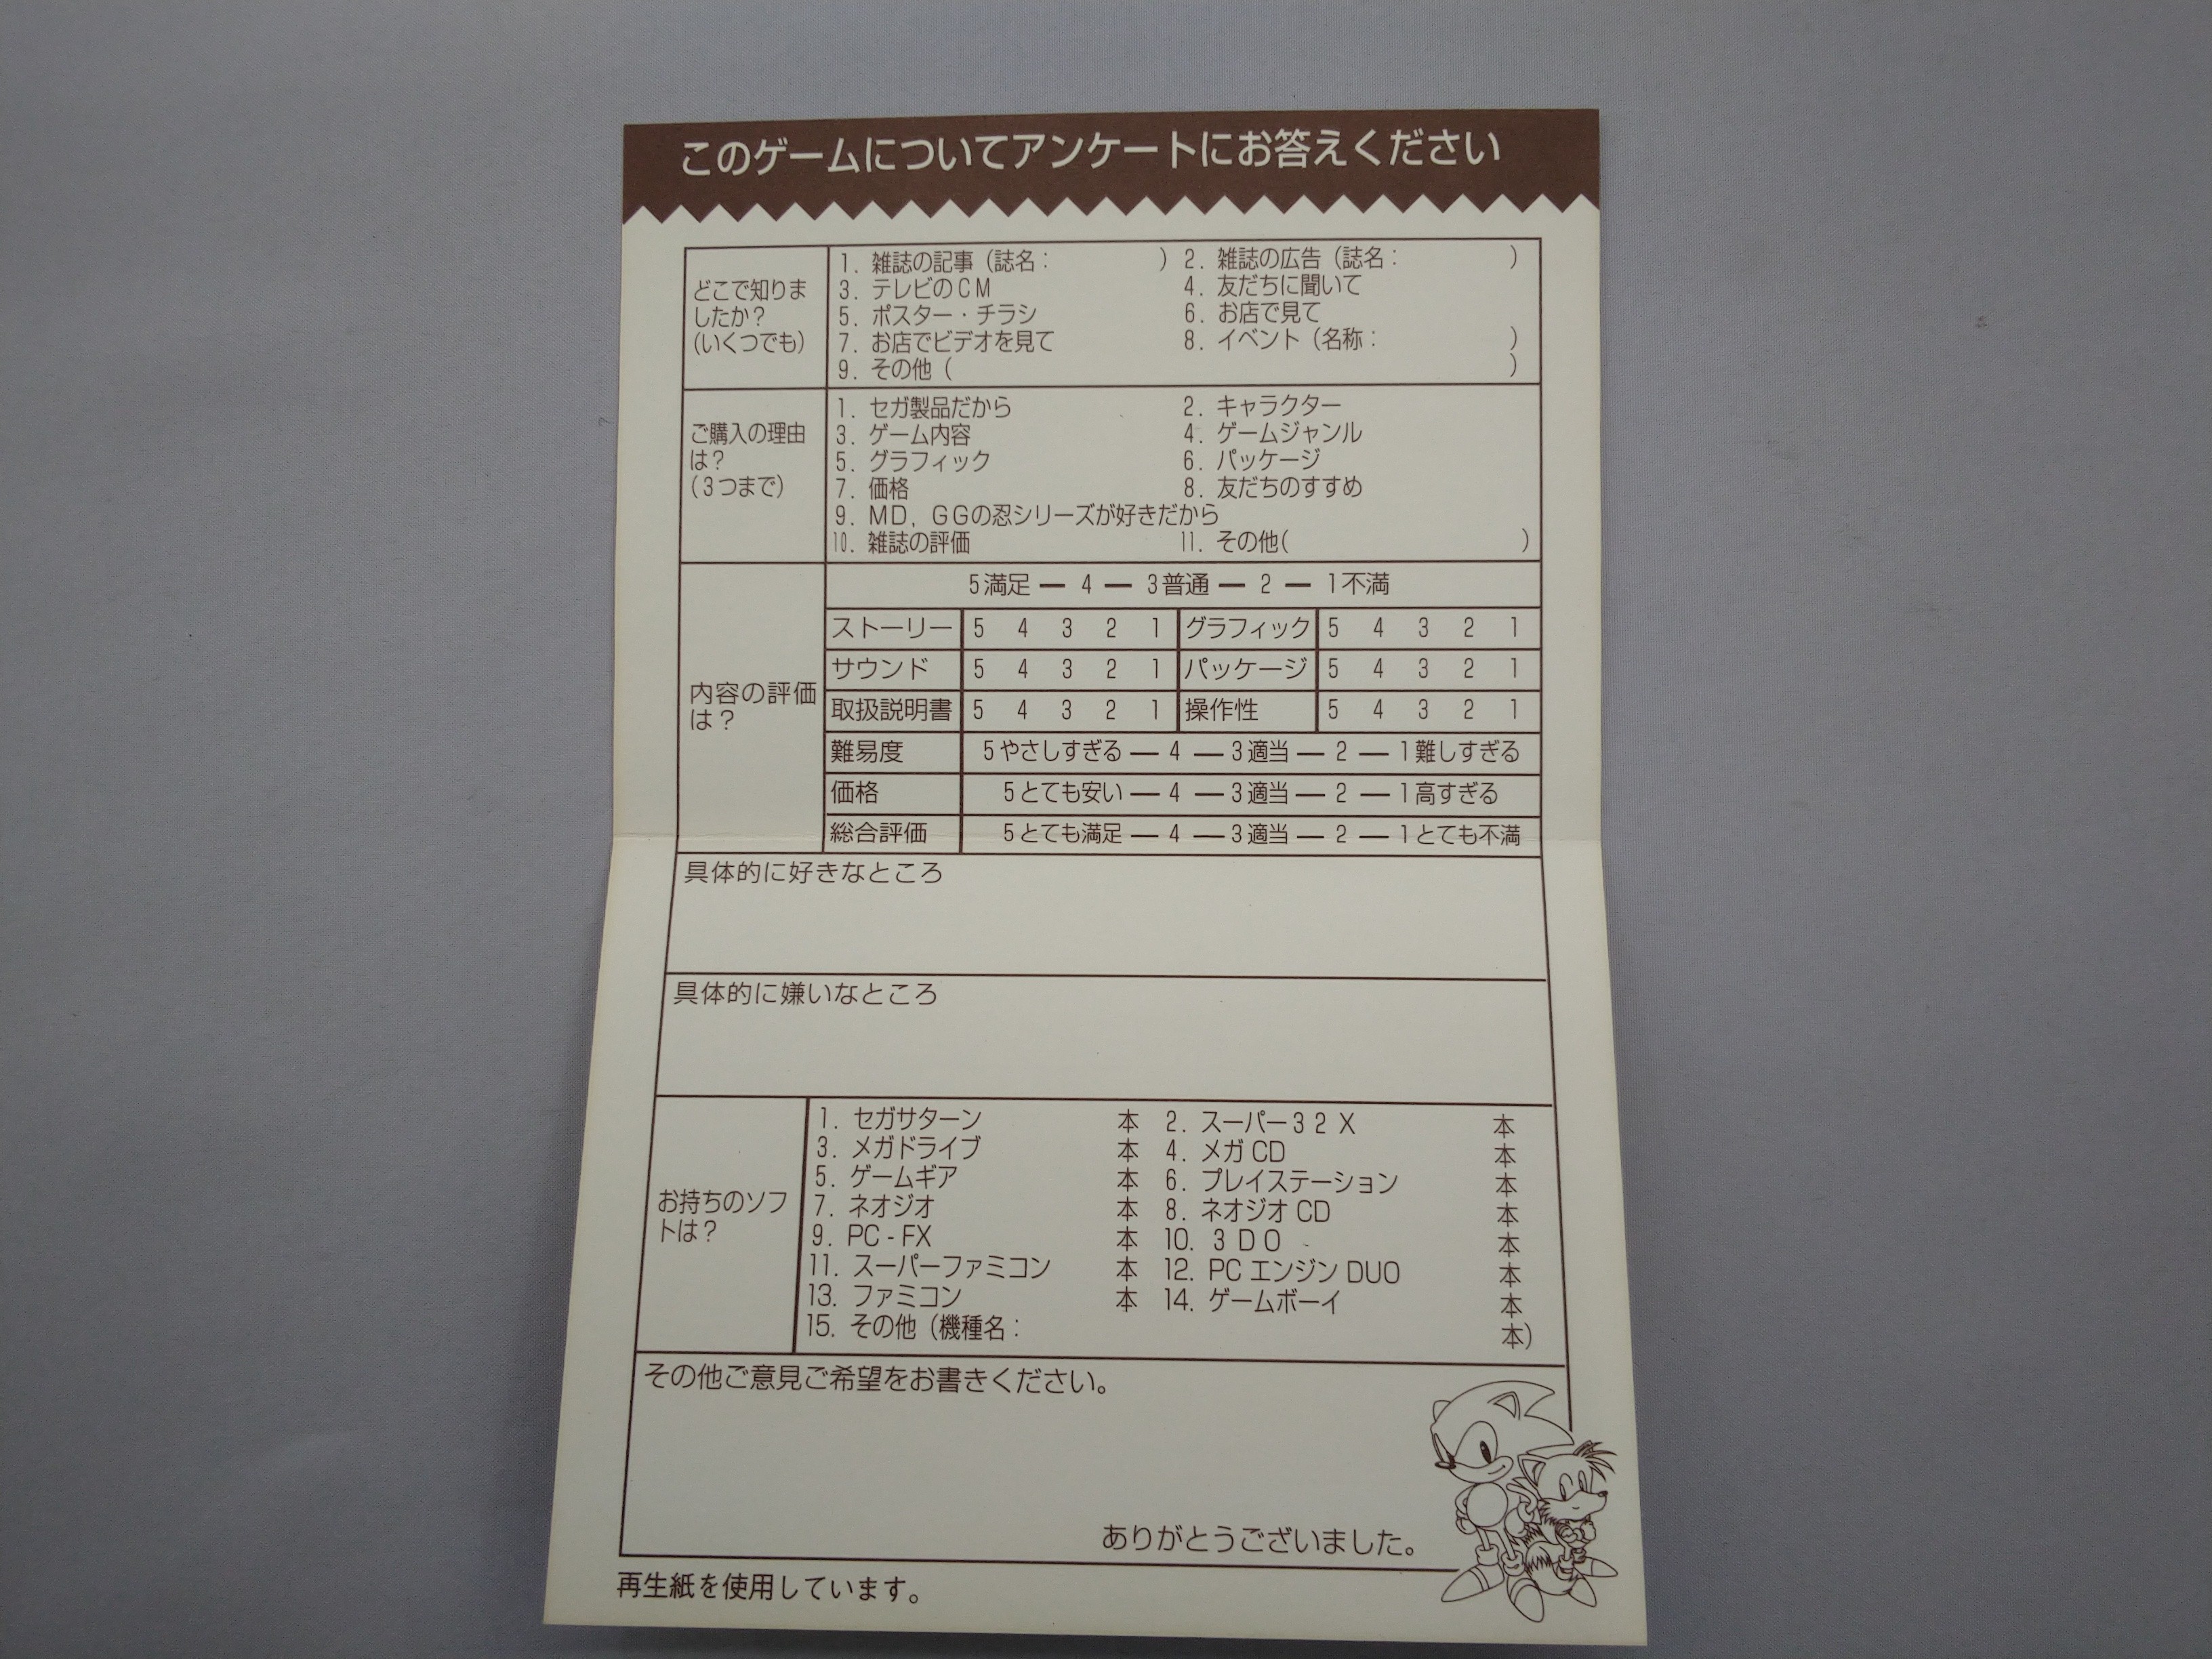 このゲームについてアンケートにお答えください
どこで知りま
したか？
(いくつでも)
1. 雑誌の記事（誌名： ） 2. 雑誌の広告（誌名： ）
3. テレビのCM 4. 友だちに聞いて
5. ポスター・チラシ 6. お店で見て
7. お店でビデオを見て 8. イベント（名称： ）
9. その他（ ）
ご購入の理由
は？
(3つまで)
1. セガ製品だから 2. キャラクター
3. ゲーム内容 4. ゲームジャンル
5. グラフィック 6. パッケージ
7. 価格 8. 友だちのすすめ
9. MD, GGの忍シリーズが好きだから
10. 雑誌の評価 11. その他( )
内容の評価
は？
5満足 ― 4 ― 3普通 ― 2 ― 1不満
ストーリー 5 4 3 2 1 グラフィック 5 4 3 2 1
サウンド 5 4 3 2 1 パッケージ 5 4 3 2 1
取扱説明書 5 4 3 2 1 操作性 5 4 3 2 1
難易度 5やさしすぎる ― 4 ― 3適当 ― 2 ― 1難しすぎる
価格 5とても安い ― 4 ― 3適当 ― 2 ― 1高すぎる
総合評価 5とても満足 ― 4 ― 3適当 ― 2 ― 1とても不満
具体的に好きなところ
具体的に嫌いなところ
お持ちのソフ
トは？
1. セガサターン 本 2. スーパー32X 本
3. メガドライブ 本 4. メガCD 本
5. ゲームギア 本 6. プレイステーション 本
7. ネオジオ 本 8. ネオジオCD 本
9. PC-FX 本 10. 3DO 本
11. スーパーファミコン 本 12. PCエンジンDUO 本
13. ファミコン 本 14. ゲームボーイ 本
15. その他（機種名： 本）
その他ご意見ご希望をお書きください。
ありがとうございました。
再生紙を使用しています。